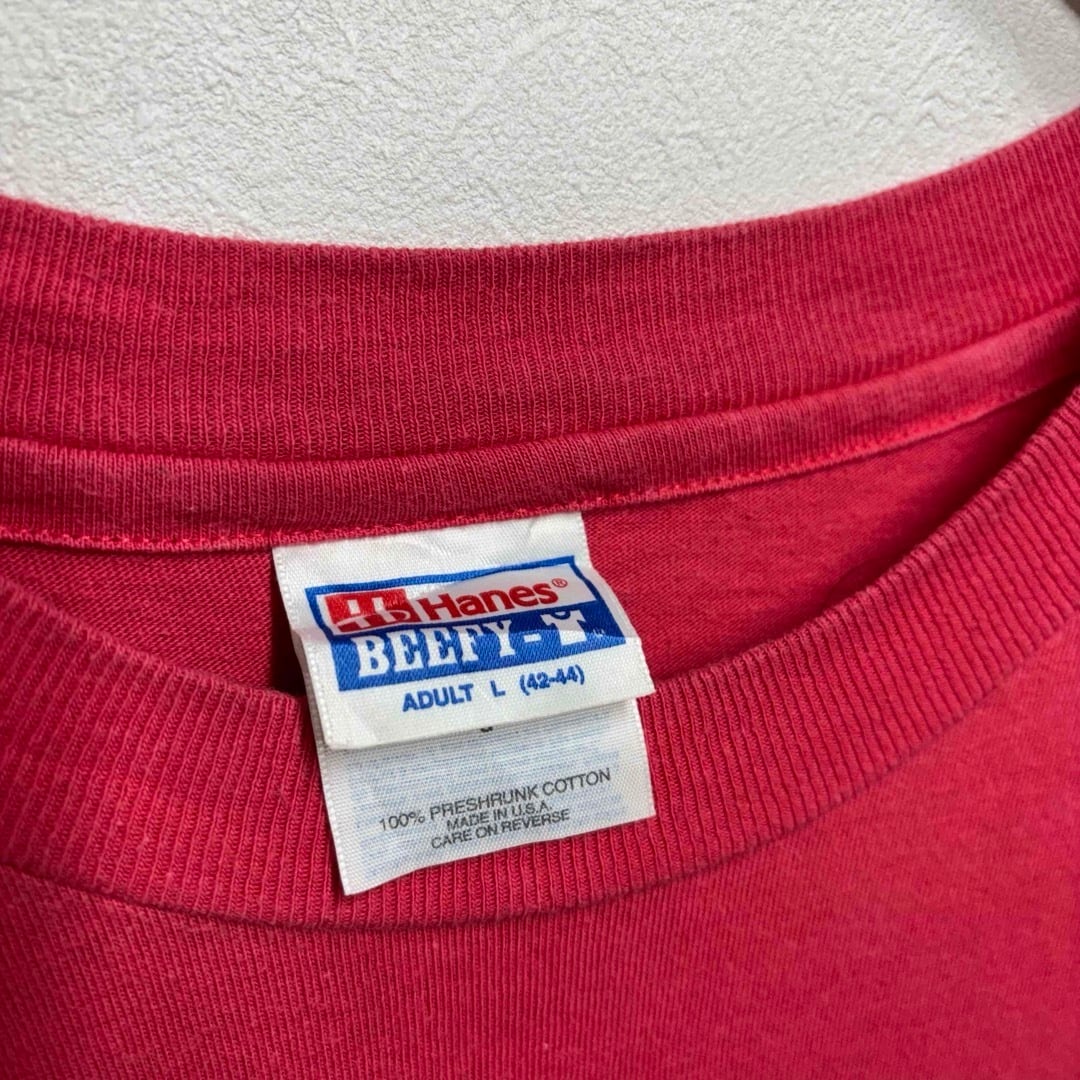 Hanes®
BEEFY-T
ADULT L (42-44)
100% PRESHRUNK COTTON
MADE IN U.S.A.
CARE ON REVERSE